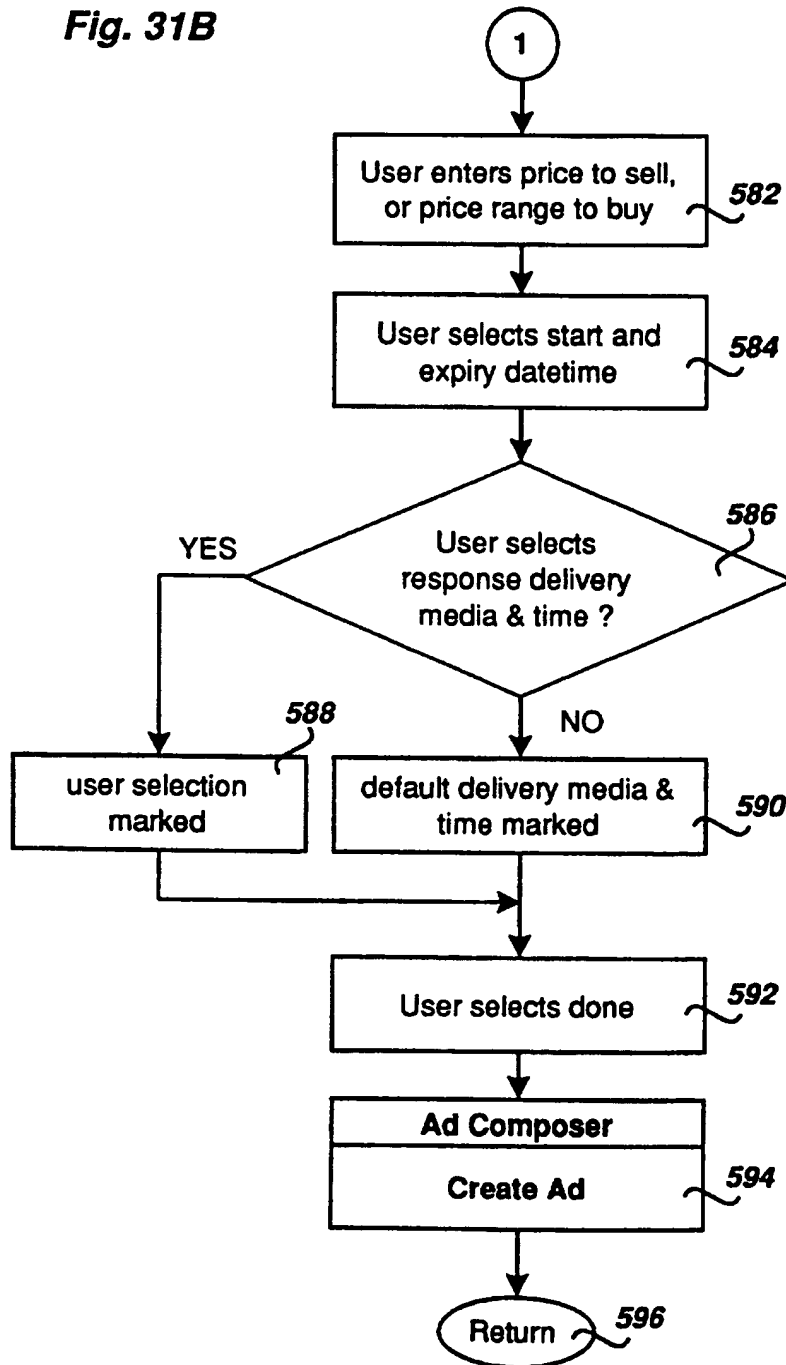 Fig. 31B
1
User enters price to sell,
or price range to buy
582
User selects start and
expiry datetime
584
User selects
response delivery
media & time ?
586
YES
NO
588
user selection
marked
default delivery media &
time marked
590
User selects done
592
Ad Composer
Create Ad
594
Return
596